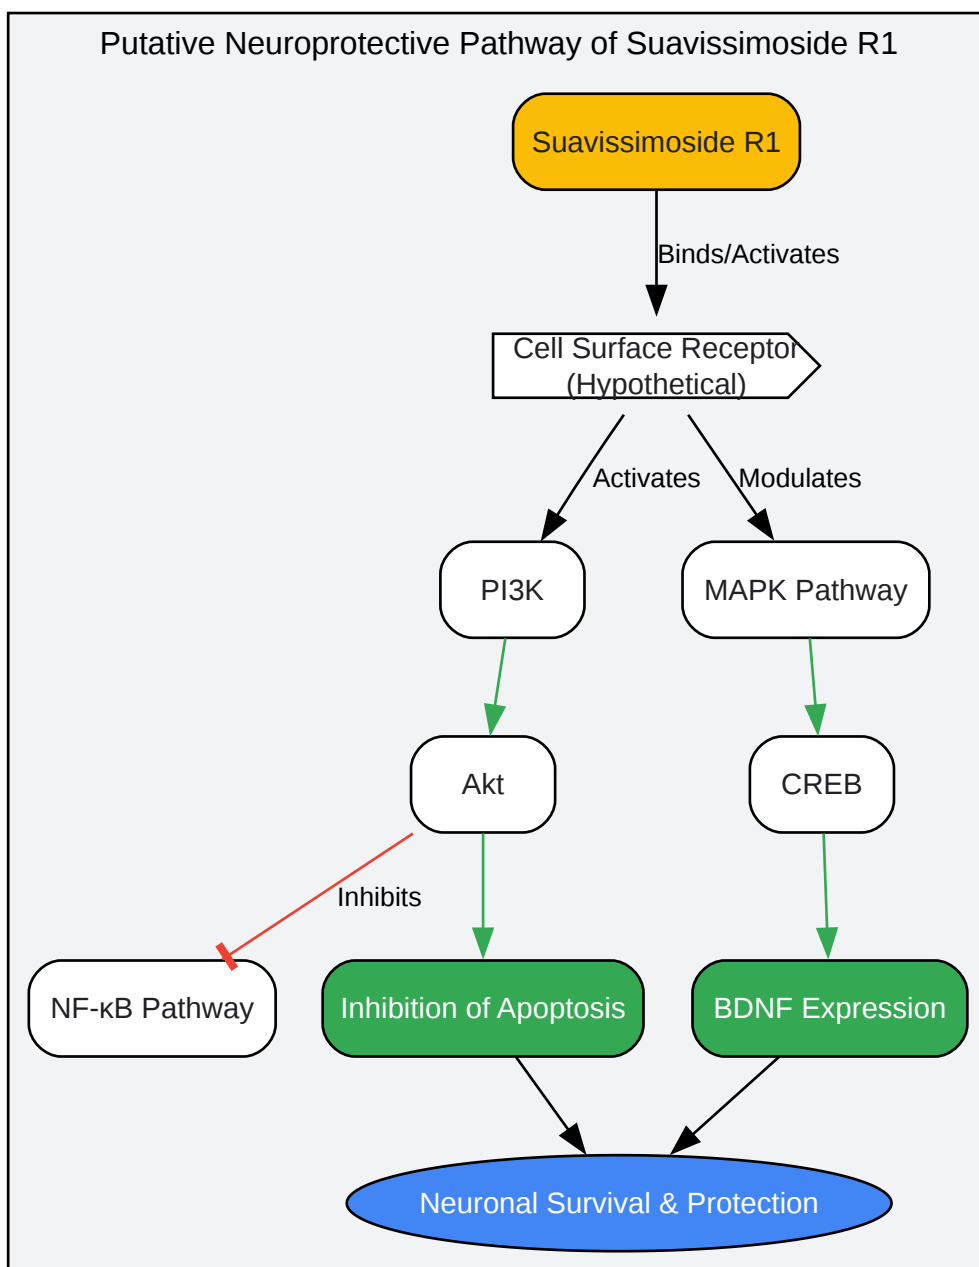 Putative Neuroprotective Pathway of Suavissimoside R1
Suavissimoside R1
Binds/Activates
Cell Surface Receptor
(Hypothetical)
Activates
Modulates
PI3K
MAPK Pathway
Akt
CREB
Inhibits
NF-κB Pathway
Inhibition of Apoptosis
BDNF Expression
Neuronal Survival & Protection